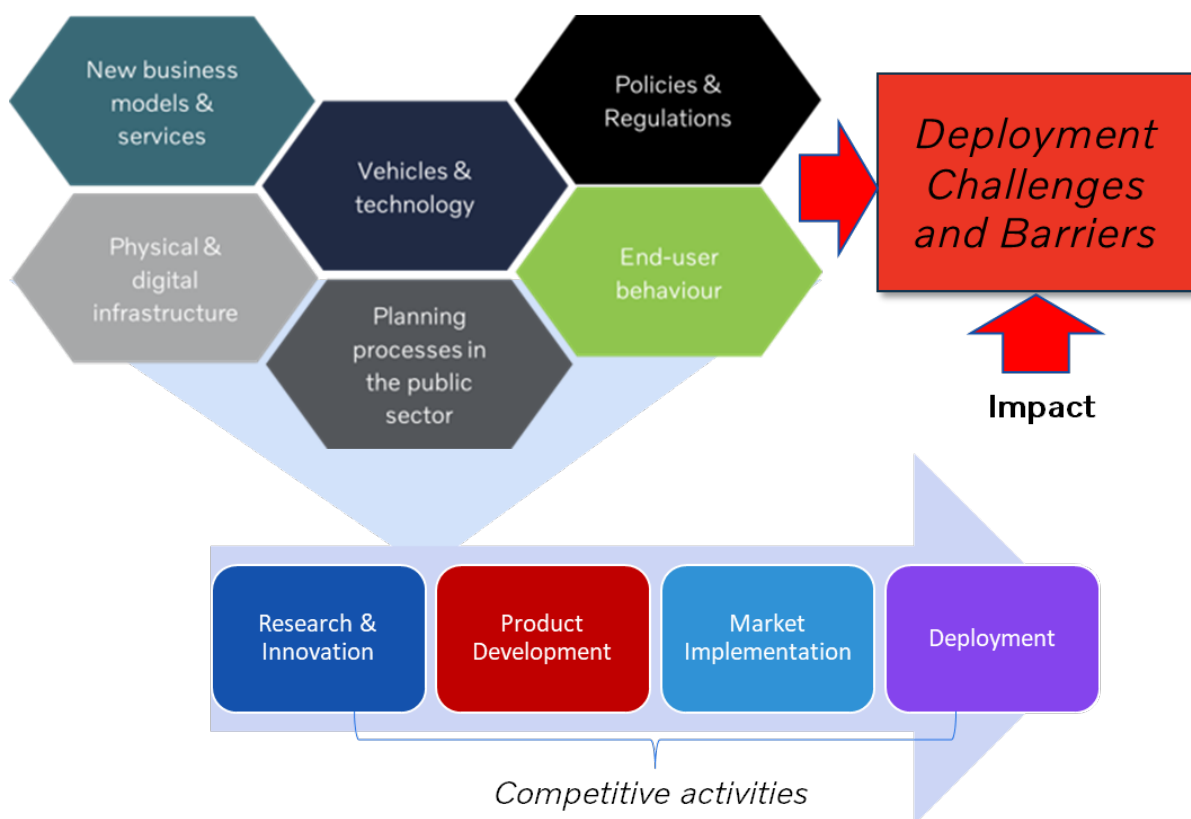 New business
models &
services
Policies &
Regulations
Vehicles &
technology
Deployment
Challenges
and Barriers
Physical &
digital
infrastructure
End-user
behaviour
Planning
processes in
the public
sector
Impact
Research &
Innovation
Product
Development
Market
Implementation
Deployment
Competitive activities